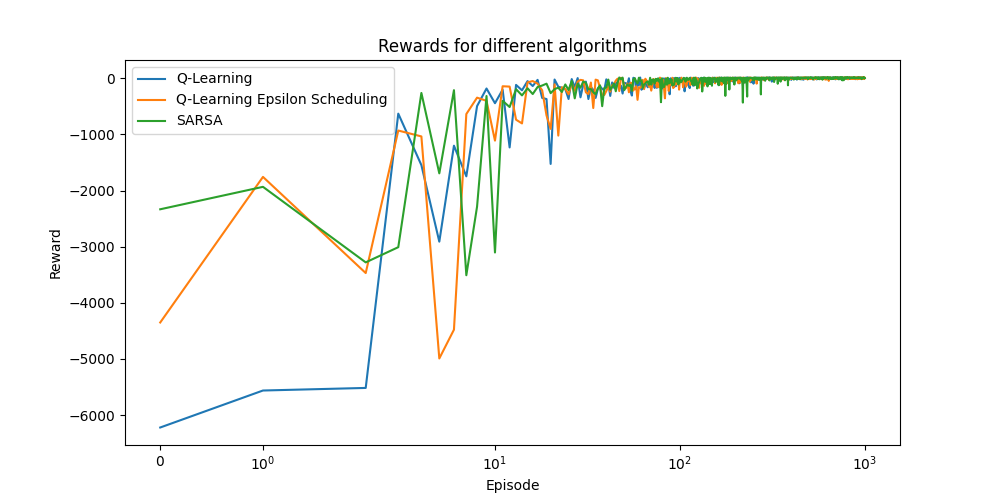 Rewards for different algorithms
Q-Learning
Q-Learning Epsilon Scheduling
SARSA
Reward
0
−1000
−2000
−3000
−4000
−5000
−6000
0
10⁰
10¹
10²
10³
Episode